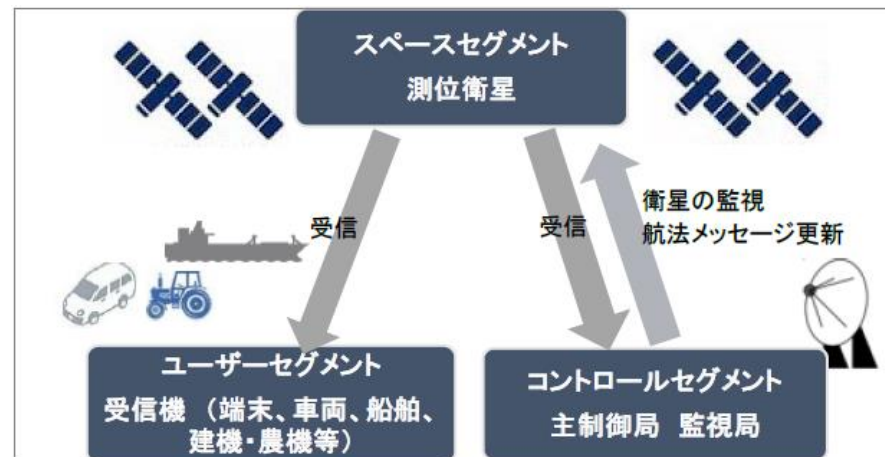 スペースセグメント
測位衛星
受信
受信
衛星の監視
航法メッセージ更新
ユーザーセグメント
受信機 （端末、車両、船舶、
建機・農機等）
コントロールセグメント
主制御局 監視局